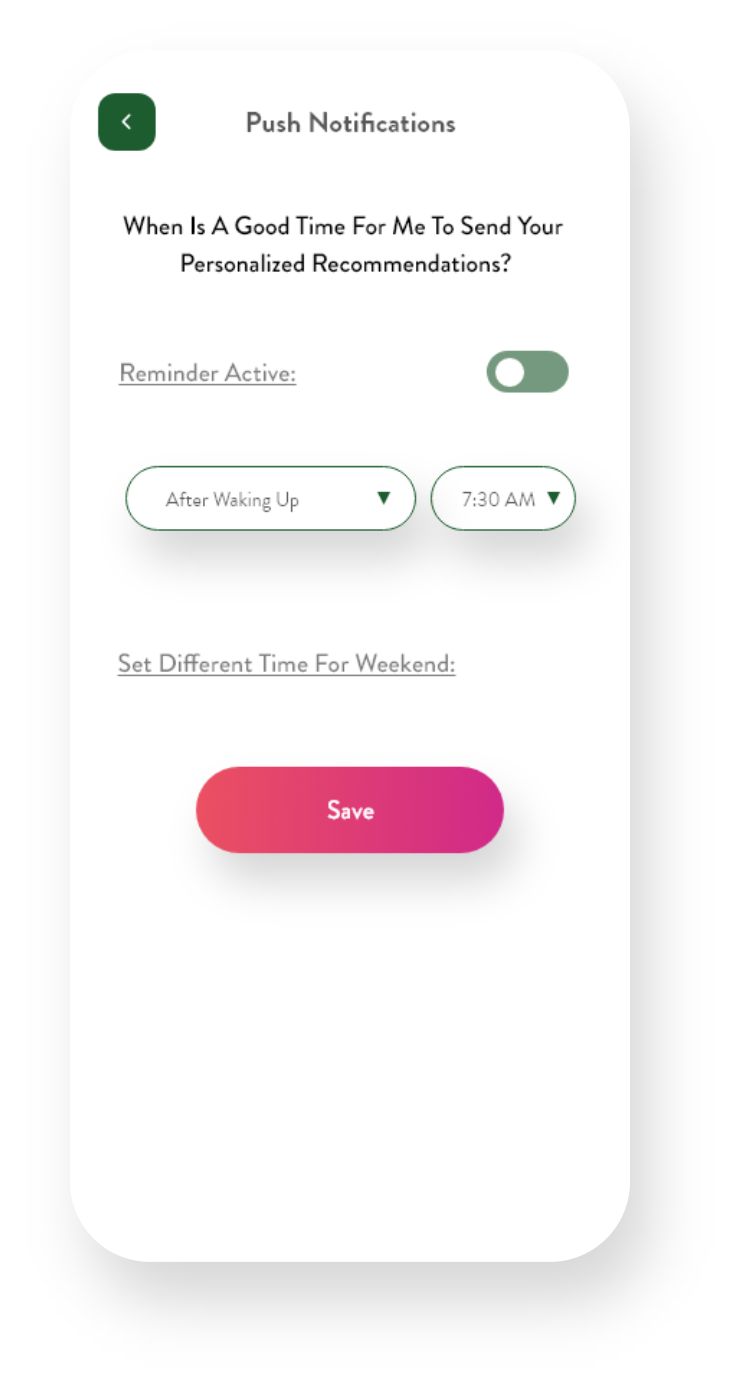 Push Notifications
When Is A Good Time For Me To Send Your
Personalized Recommendations?
Reminder Active:
After Waking Up
7:30 AM
Set Different Time For Weekend:
Save